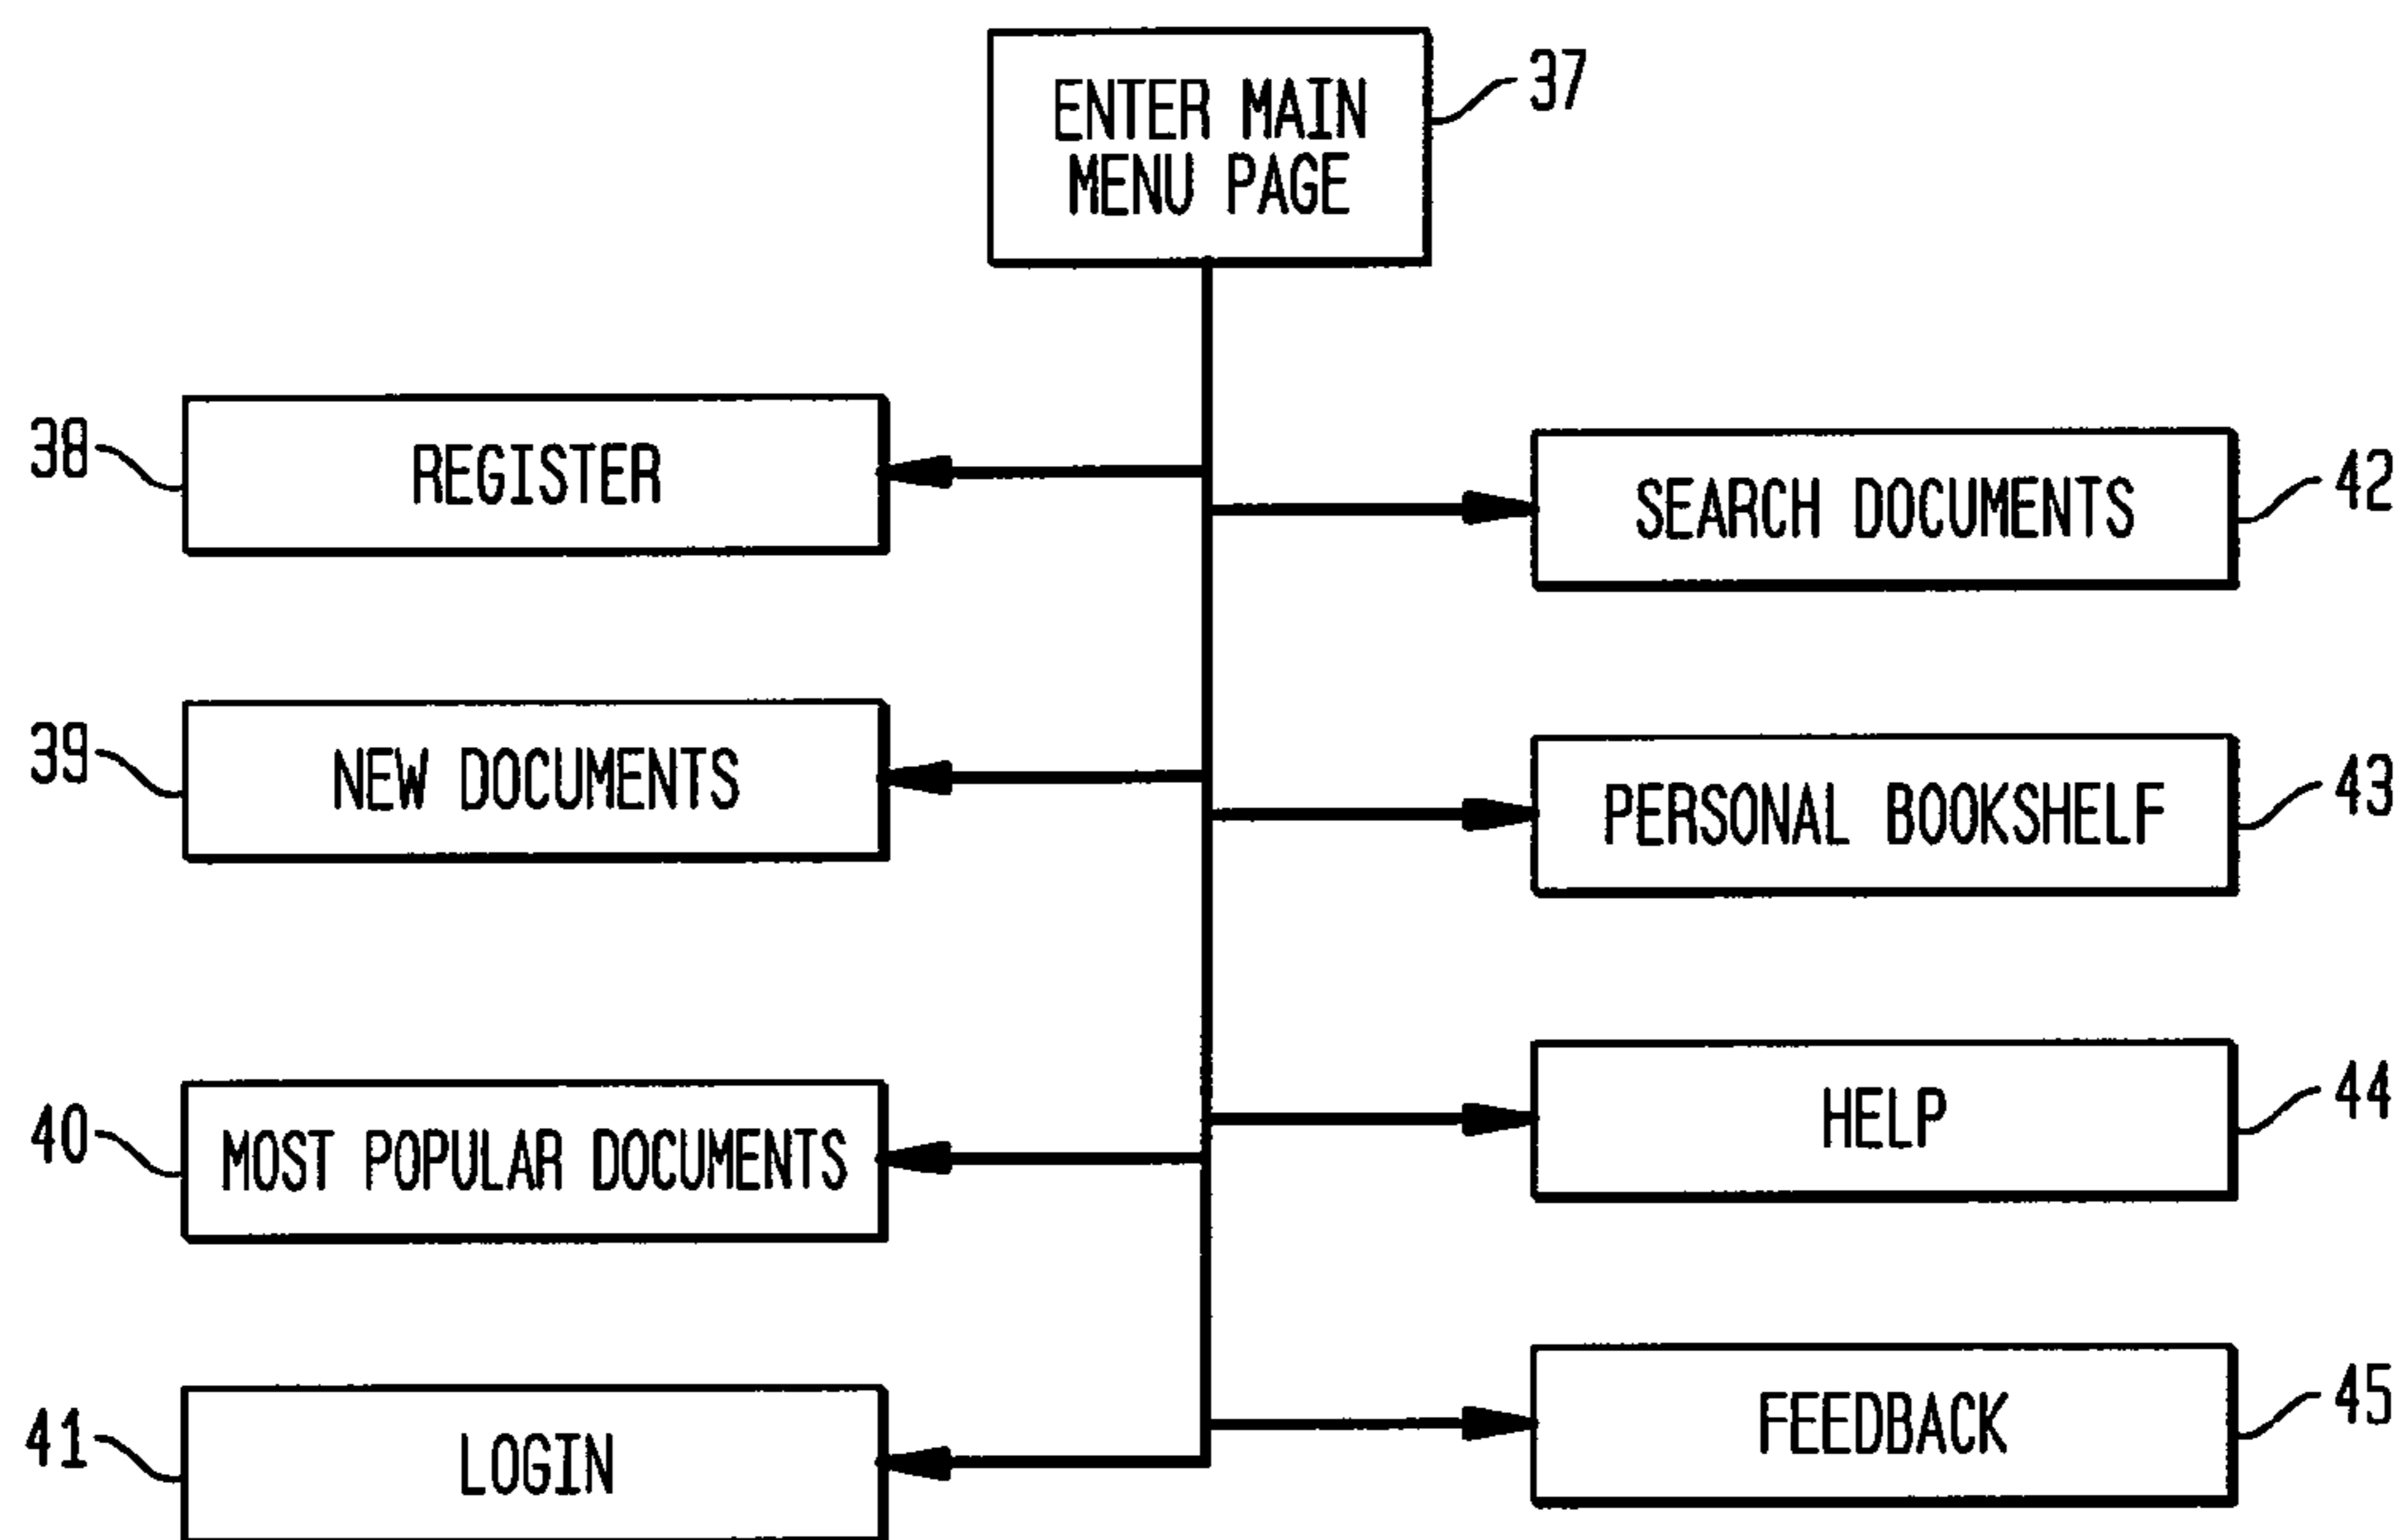 ENTER MAIN
MENU PAGE
37
38
REGISTER
SEARCH DOCUMENTS
42
39
NEW DOCUMENTS
PERSONAL BOOKSHELF
43
40
MOST POPULAR DOCUMENTS
HELP
44
41
LOGIN
FEEDBACK
45